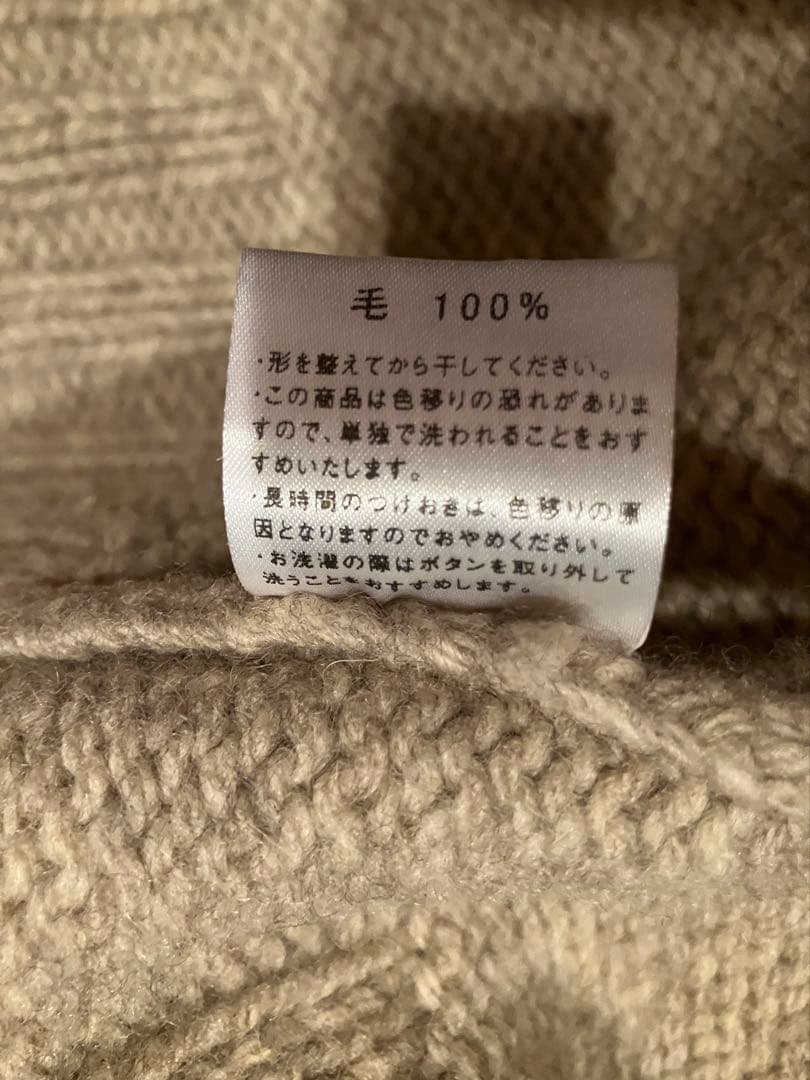 毛 100%
・形を整えてから干してください。
・この商品は色移りの恐れがありま
すので、単独で洗われることをおす
すめいたします。
・長時間のつけおきは、色移りの原
因となりますのでおやめください。
・お洗濯の際はボタンを取り外して
洗うことをおすすめします。